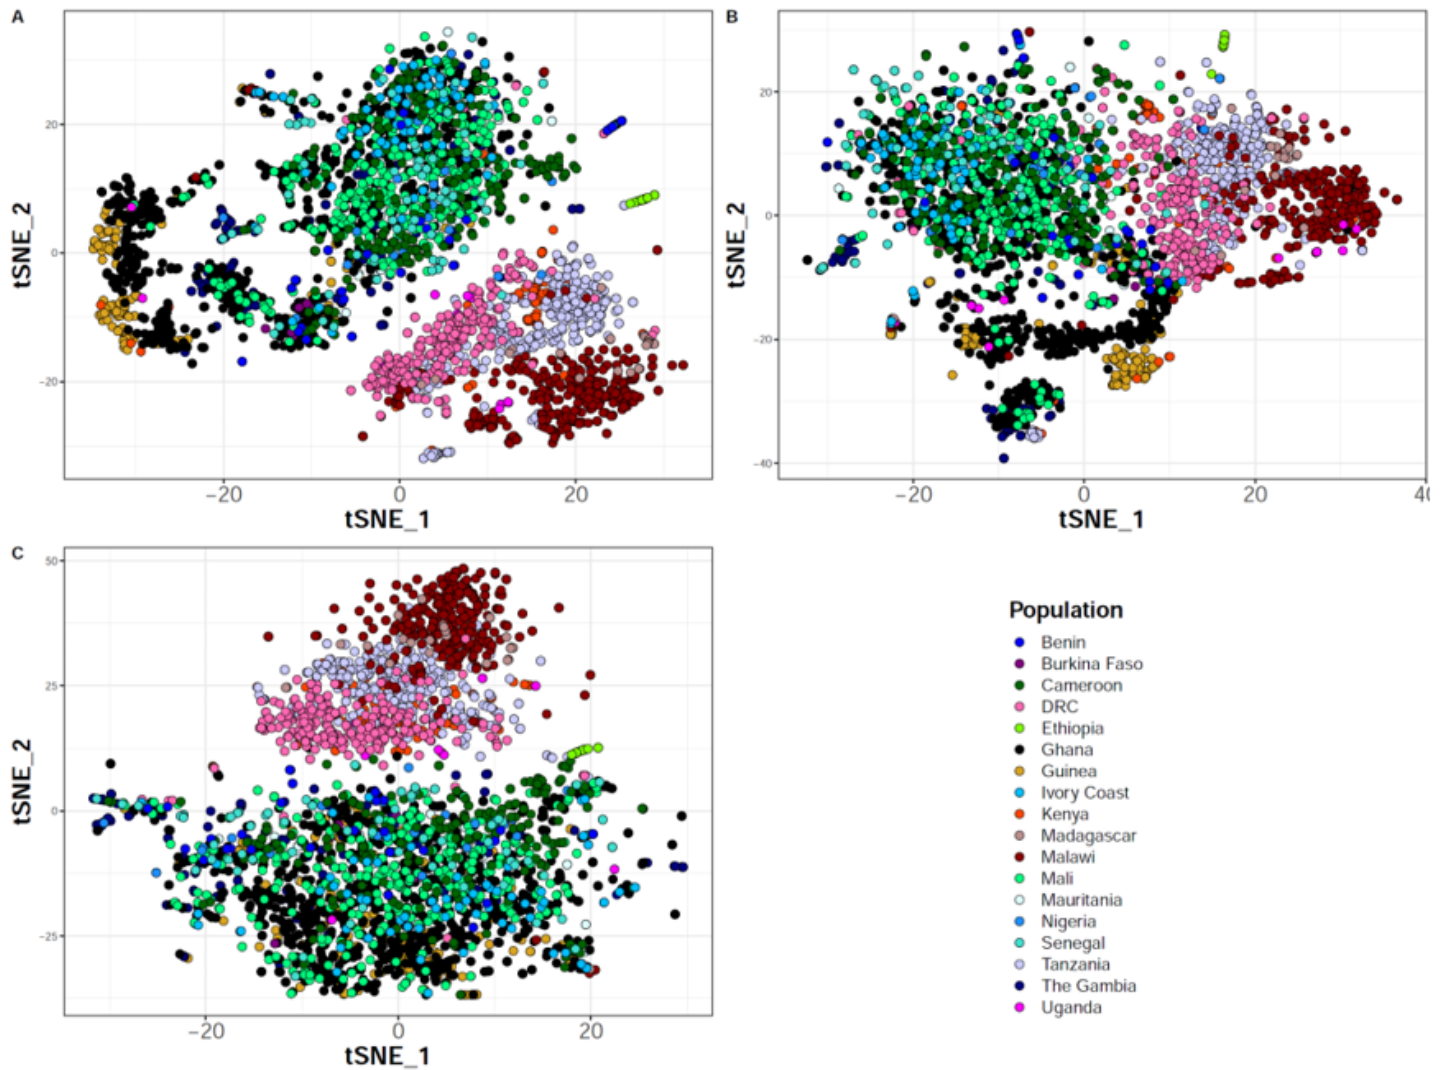 A
20
0
−20
tSNE_2
−20
0
20
tSNE_1
B
20
0
−20
−40
tSNE_2
−20
0
20
40
tSNE_1
C
50
25
0
−25
tSNE_2
−20
0
20
tSNE_1
Population
Benin
Burkina Faso
Cameroon
DRC
Ethiopia
Ghana
Guinea
Ivory Coast
Kenya
Madagascar
Malawi
Mali
Mauritania
Nigeria
Senegal
Tanzania
The Gambia
Uganda